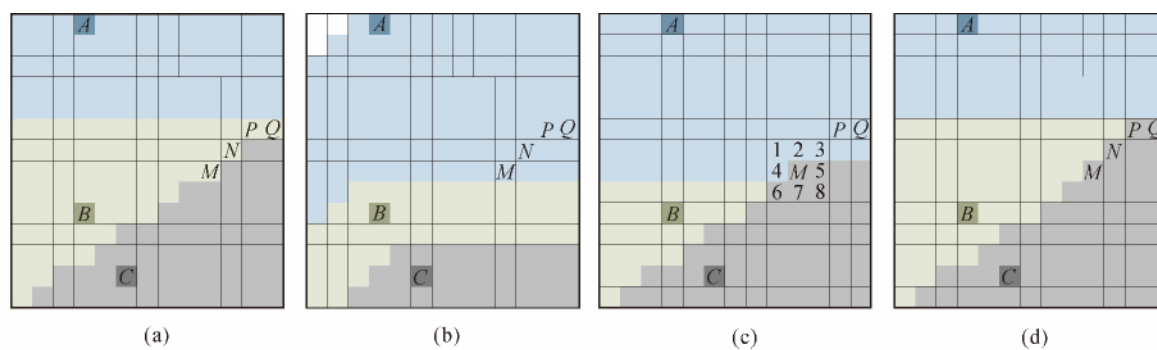 A A A A
P Q P Q P Q P Q
N N 1 2 3 N
M M 4 M 5 M
6 7 8
B B B B
C C C C
(a) (b) (c) (d)